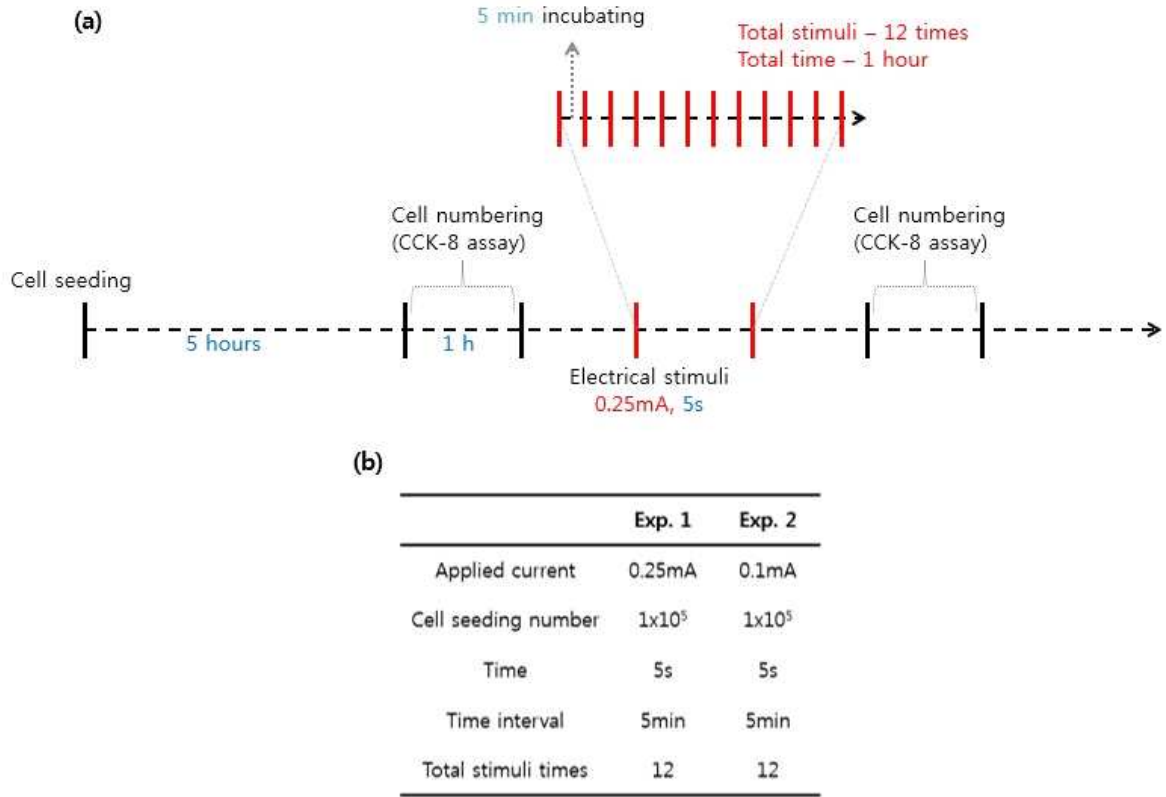 (a)
5 min incubating
Total stimuli – 12 times
Total time – 1 hour
Cell numbering
(CCK-8 assay)
Cell numbering
(CCK-8 assay)
Cell seeding
5 hours
1 h
Electrical stimuli
0.25mA, 5s
(b)
Exp. 1 Exp. 2
Applied current 0.25mA 0.1mA
Cell seeding number 1x10⁵ 1x10⁵
Time 5s 5s
Time interval 5min 5min
Total stimuli times 12 12